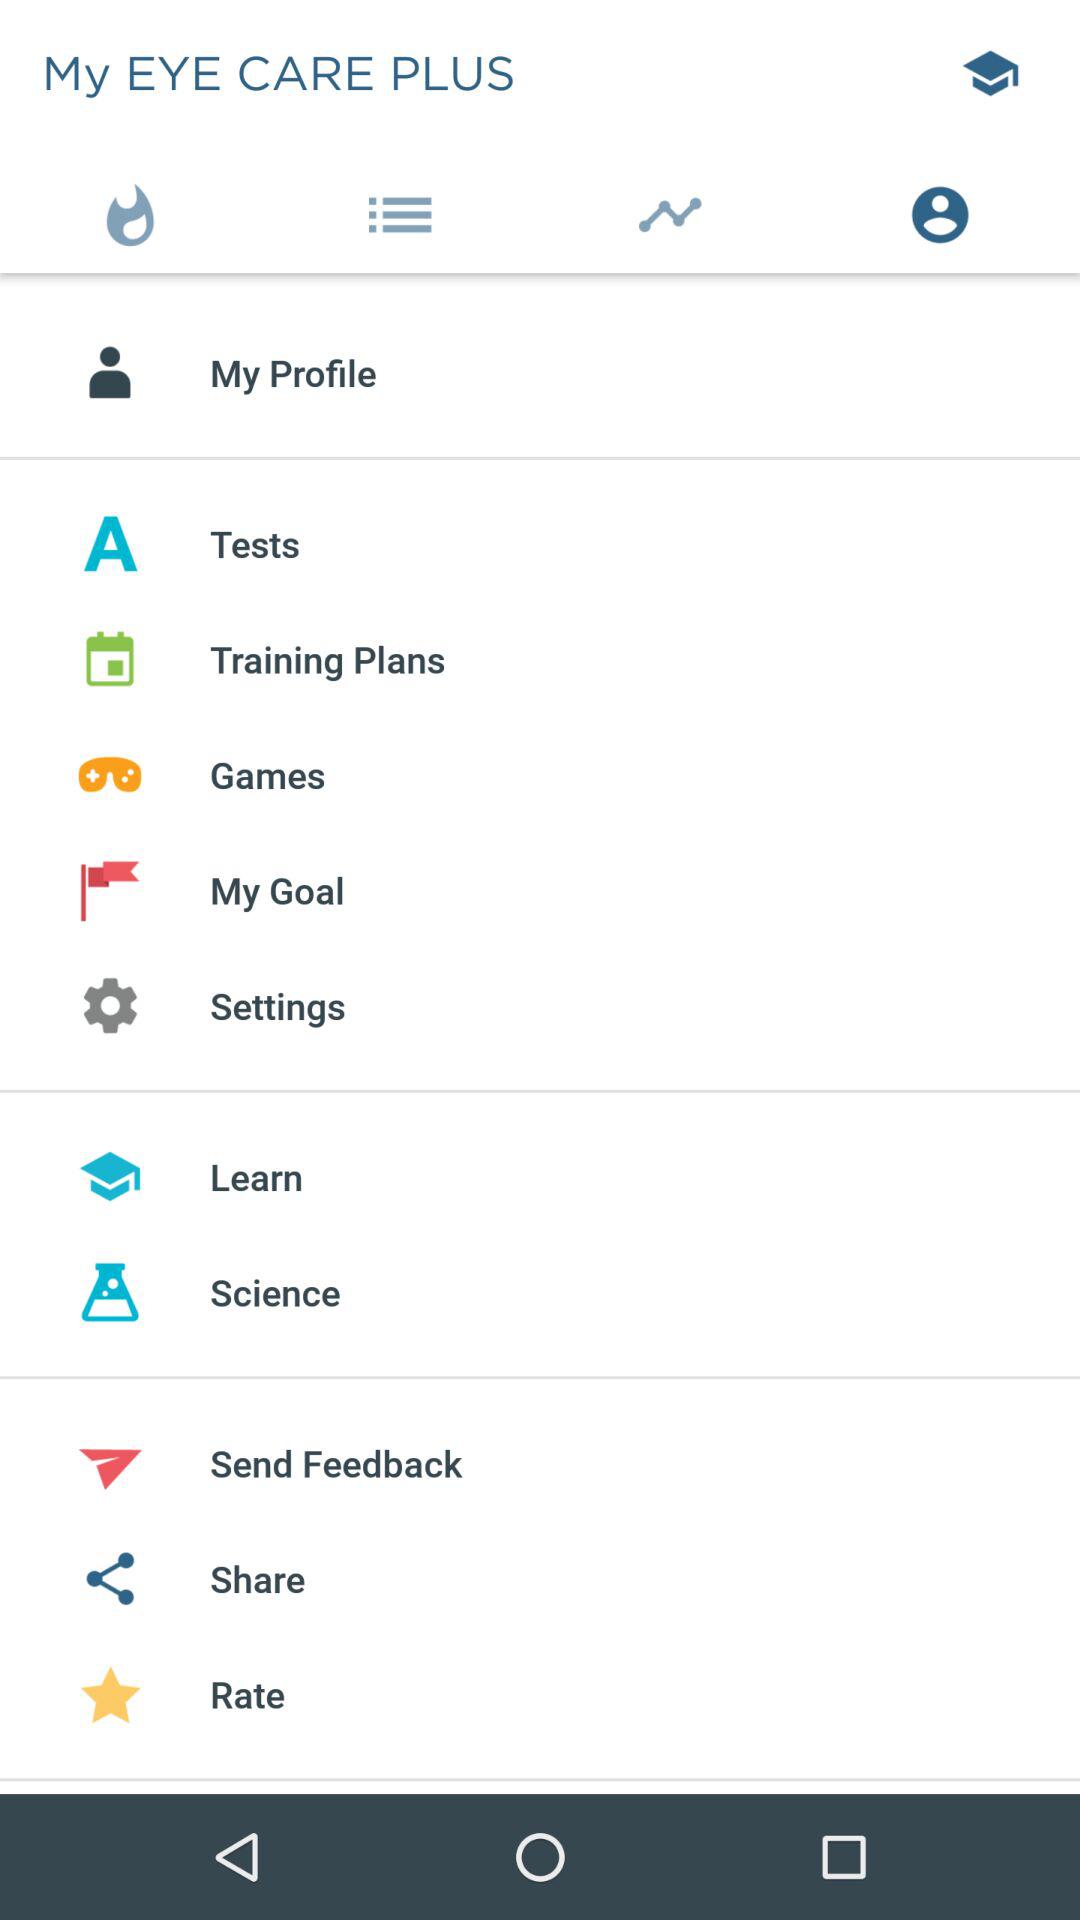 My EYE CARE PLUS
My Profile
Tests
Training Plans
Games
My Goal
Settings
Learn
Science
Send Feedback
Share
Rate